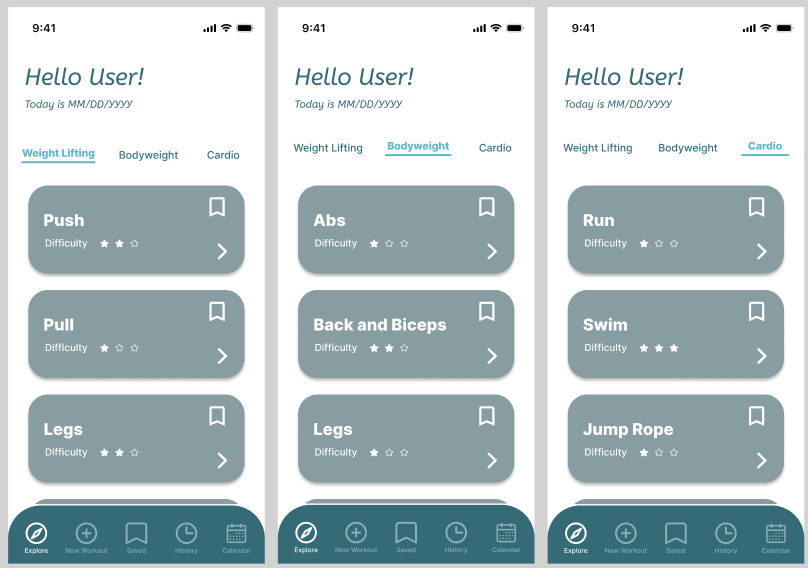 9:41
Hello User!
Today is MM/DD/YYYY
Weight Lifting Bodyweight Cardio
Push
Difficulty
Pull
Difficulty
Legs
Difficulty
Explore New Workout Saved History Calendar
9:41
Hello User!
Today is MM/DD/YYYY
Weight Lifting Bodyweight Cardio
Abs
Difficulty
Back and Biceps
Difficulty
Legs
Difficulty
Explore New Workout Saved History Calendar
9:41
Hello User!
Today is MM/DD/YYYY
Weight Lifting Bodyweight Cardio
Run
Difficulty
Swim
Difficulty
Jump Rope
Difficulty
Explore New Workout Saved History Calendar